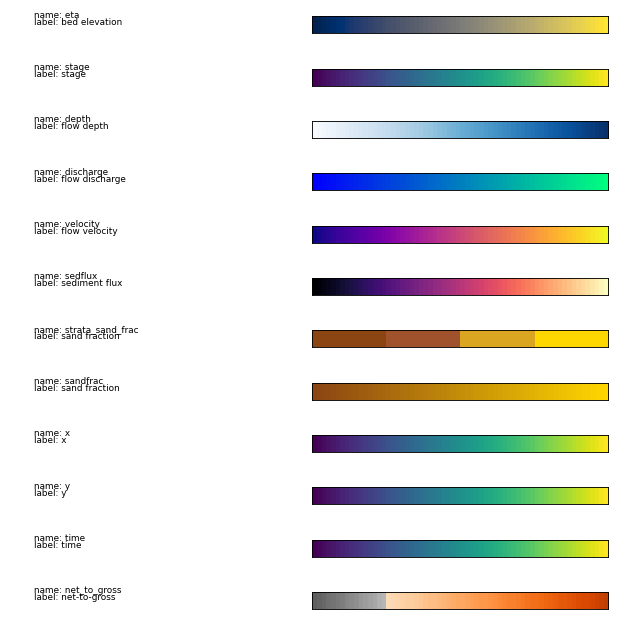 name: eta
label: bed elevation
name: stage
label: stage
name: depth
label: flow depth
name: discharge
label: flow discharge
name: velocity
label: flow velocity
name: sedflux
label: sediment flux
name: strata_sand_frac
label: sand fraction
name: sandfrac
label: sand fraction
name: x
label: x
name: y
label: y
name: time
label: time
name: net_to_gross
label: net-to-gross